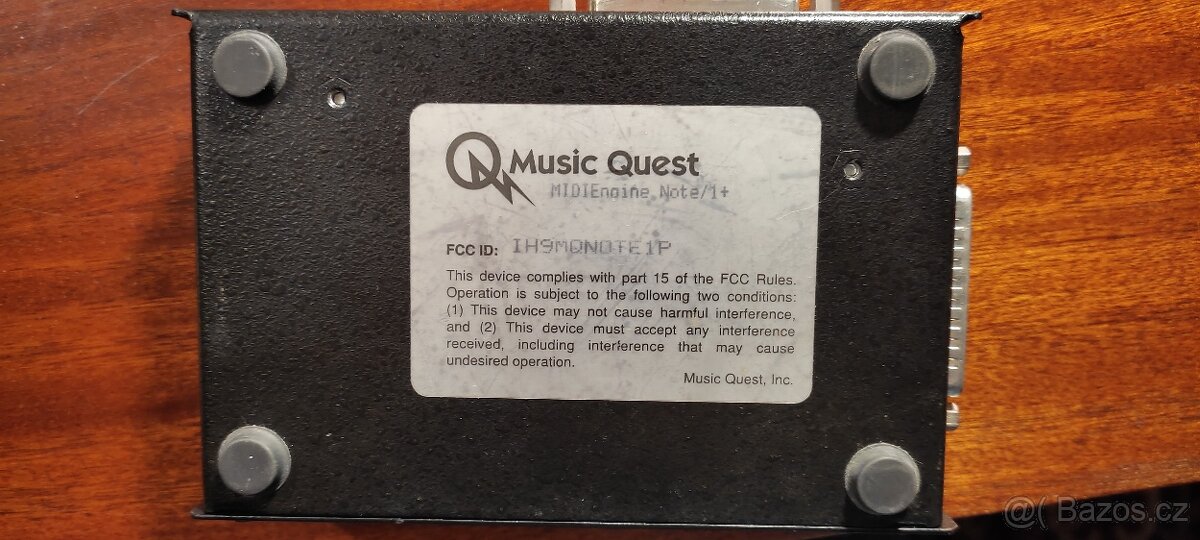 Music Quest
MIDIEngine Note/1+
FCC ID: IH9MQNOTE1P
This device complies with part 15 of the FCC Rules.
Operation is subject to the following two conditions:
(1) This device may not cause harmful interference,
and (2) This device must accept any interference
received, including interference that may cause
undesired operation.
Music Quest, Inc.
@( Bazos.cz